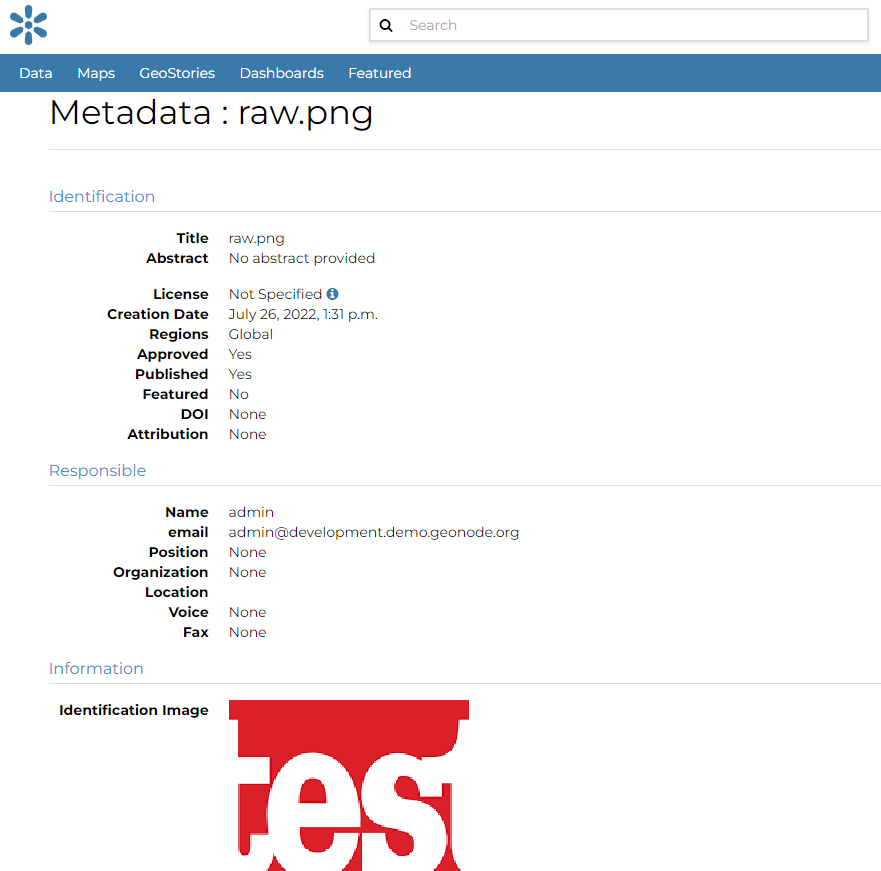 Search
Data Maps GeoStories Dashboards Featured
Metadata : raw.png
Identification
Title raw.png
Abstract No abstract provided
License Not Specified
Creation Date July 26, 2022, 1:31 p.m.
Regions Global
Approved Yes
Published Yes
Featured No
DOI None
Attribution None
Responsible
Name admin
email admin@development.demo.geonode.org
Position None
Organization None
Location
Voice None
Fax None
Information
Identification Image
tes